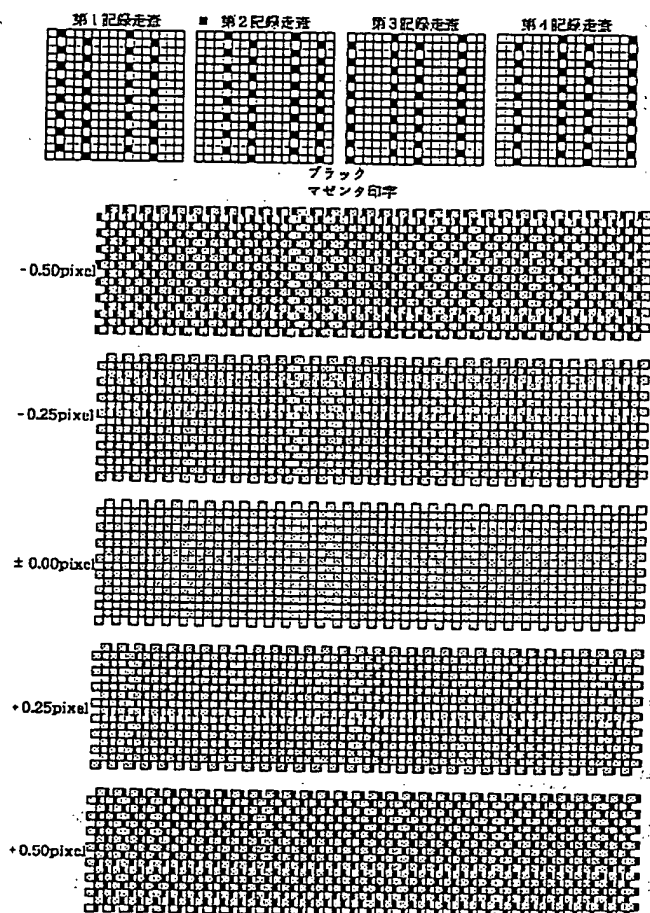 第1記録走査 第2記録走査 第3記録走査 第4記録走査
ブラック
マゼンタ印字
-0.50pixel
-0.25pixel
± 0.00pixel
+0.25pixel
+0.50pixel